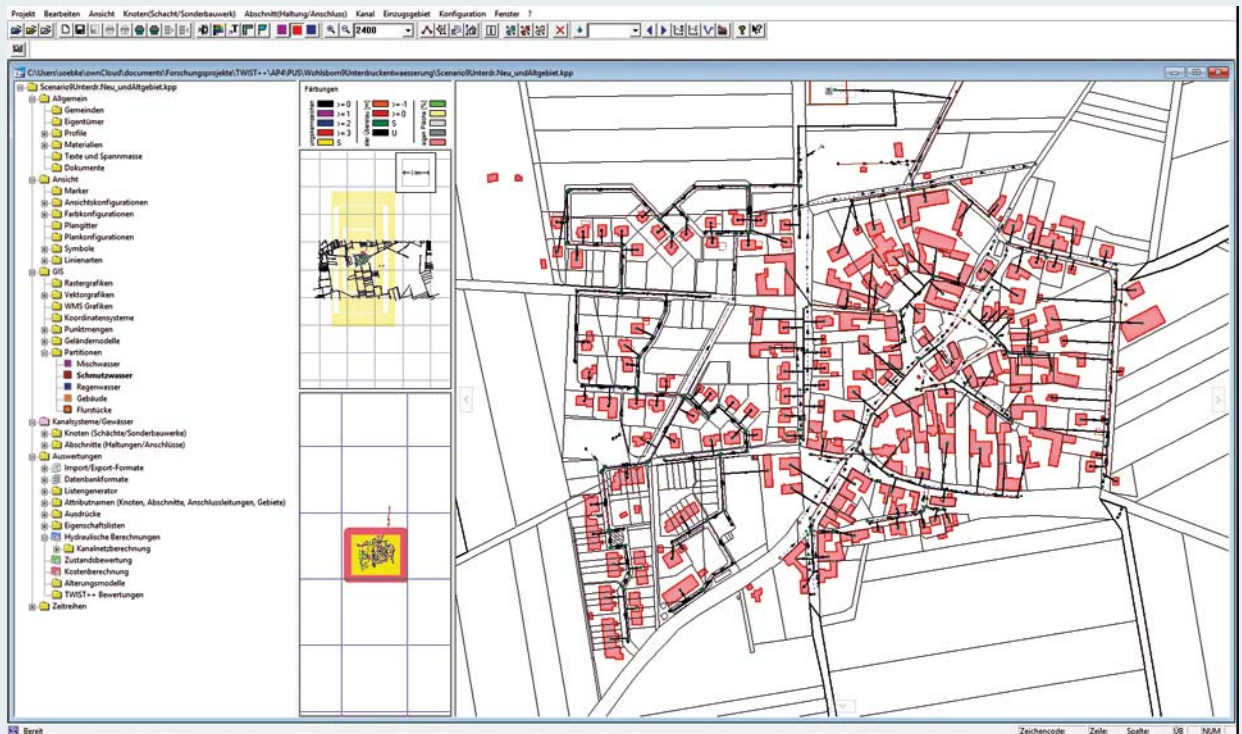 Projekt Bearbeiten Ansicht Knoten(Schacht/Sonderbauwerk) Abschnitt(Haltung/Anschluss) Kanal Einzugsgebiet Konfiguration Fenster ?
2400
C:\Users\soebke\ownCloud\documents\Forschungsprojekte\TWIST++\AP4\PUS\Wohlsborn9Unterdruckentwaesserung\Scenario9Unterdr.Neu_undAltgebiet.kpp
Scenario9Unterdr.Neu_undAltgebiet.kpp
Allgemein
Gemeinden
Eigentümer
Profile
Materialien
Texte und Spannmasse
Dokumente
Ansicht
Marker
Ansichtskonfigurationen
Farbkonfigurationen
Plangitter
Plankonfigurationen
Symbole
Linienarten
GIS
Rastergrafiken
Vektorgrafiken
WMS Grafiken
Koordinatensysteme
Punktmengen
Geländemodelle
Partitionen
Mischwasser
Schmutzwasser
Regenwasser
Gebäude
Flurstücke
Kanalsysteme/Gewässer
Knoten (Schächte/Sonderbauwerke)
Abschnitte (Haltungen/Anschlüsse)
Auswertungen
Import/Export-Formate
Datenbankformate
Listengenerator
Attributnamen (Knoten, Abschnitte, Anschlussleitungen, Gebiete)
Ausdrücke
Eigenschaftslisten
Hydraulische Berechnungen
Kanalnetzberechnung
Zustandsbewertung
Kostenberechnung
Alterungsmodelle
TWIST++ Bewertungen
Zeitreihen
Färbungen
>=0 >=-1
>=1 >=0
>=2 S
>=3 U
S
1 km
Bereit Zeichencode: Zeile: Spalte: ÜB NUM